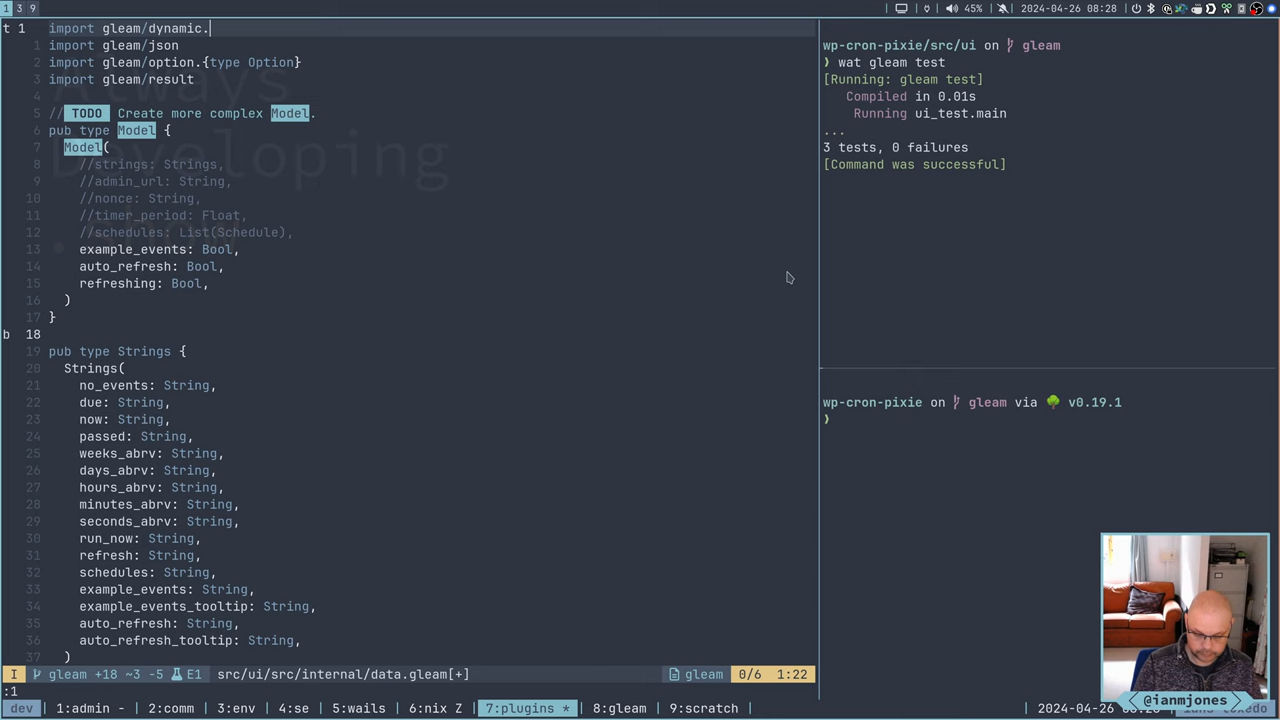 1 3 9
45% 2024-04-26 08:28
t 1 import gleam/dynamic.
1 import gleam/json
2 import gleam/option.{type Option}
3 import gleam/result
4
5 // TODO Create more complex Model.
6 pub type Model {
7 Model(
8 //strings: Strings,
9 //admin_url: String,
10 //nonce: String,
11 //timer_period: Float,
12 //schedules: List(Schedule),
13 example_events: Bool,
14 auto_refresh: Bool,
15 refreshing: Bool,
16 )
17 }
b 18
19 pub type Strings {
20 Strings(
21 no_events: String,
22 due: String,
23 now: String,
24 passed: String,
25 weeks_abrv: String,
26 days_abrv: String,
27 hours_abrv: String,
28 minutes_abrv: String,
29 seconds_abrv: String,
30 run_now: String,
31 refresh: String,
32 schedules: String,
33 example_events: String,
34 example_events_tooltip: String,
35 auto_refresh: String,
36 auto_refresh_tooltip: String,
37 )
Always
Developing
I gleam +18 ~3 -5 E1 src/ui/src/internal/data.gleam[+] gleam 0/6 1:22
:1
wp-cron-pixie/src/ui on gleam
❯ wat gleam test
[Running: gleam test]
Compiled in 0.01s
Running ui_test.main
...
3 tests, 0 failures
[Command was successful]
wp-cron-pixie on gleam via v0.19.1
❯
@ianmjones
dev 1:admin - 2:comm 3:env 4:se 5:wails 6:nix Z 7:plugins * 8:gleam 9:scratch 2024-04-26